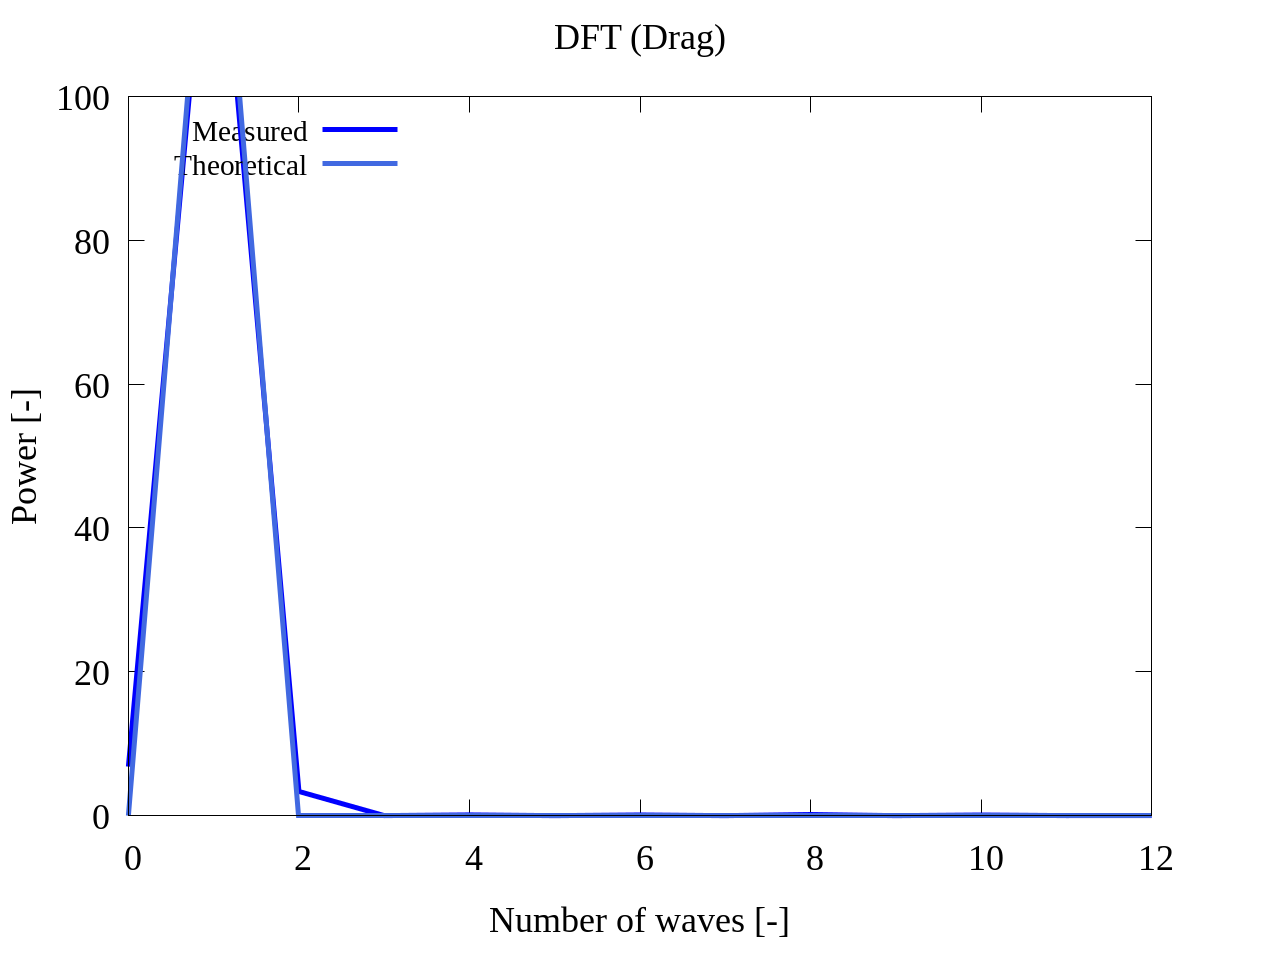 DFT (Drag)
100
Measured
Theoretical
80
60
Power [-]
40
20
0
0 2 4 6 8 10 12
Number of waves [-]